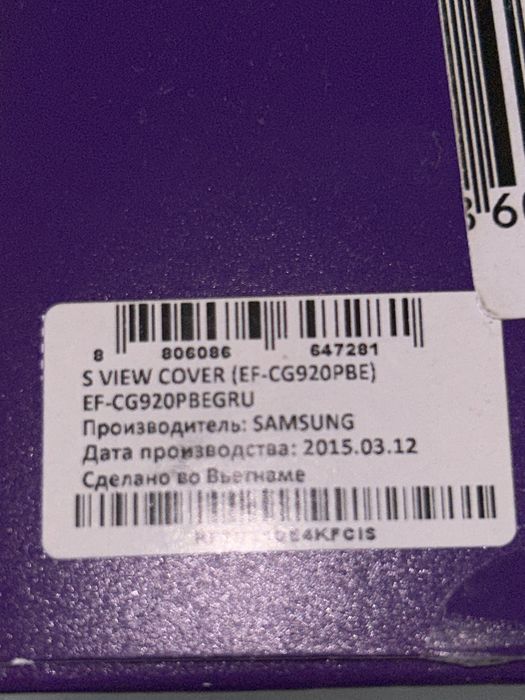 8 806086 647281
S VIEW COVER (EF-CG920PBE)
EF-CG920PBEGRU
Производитель: SAMSUNG
Дата производства: 2015.03.12
Сделано во Вьетнаме